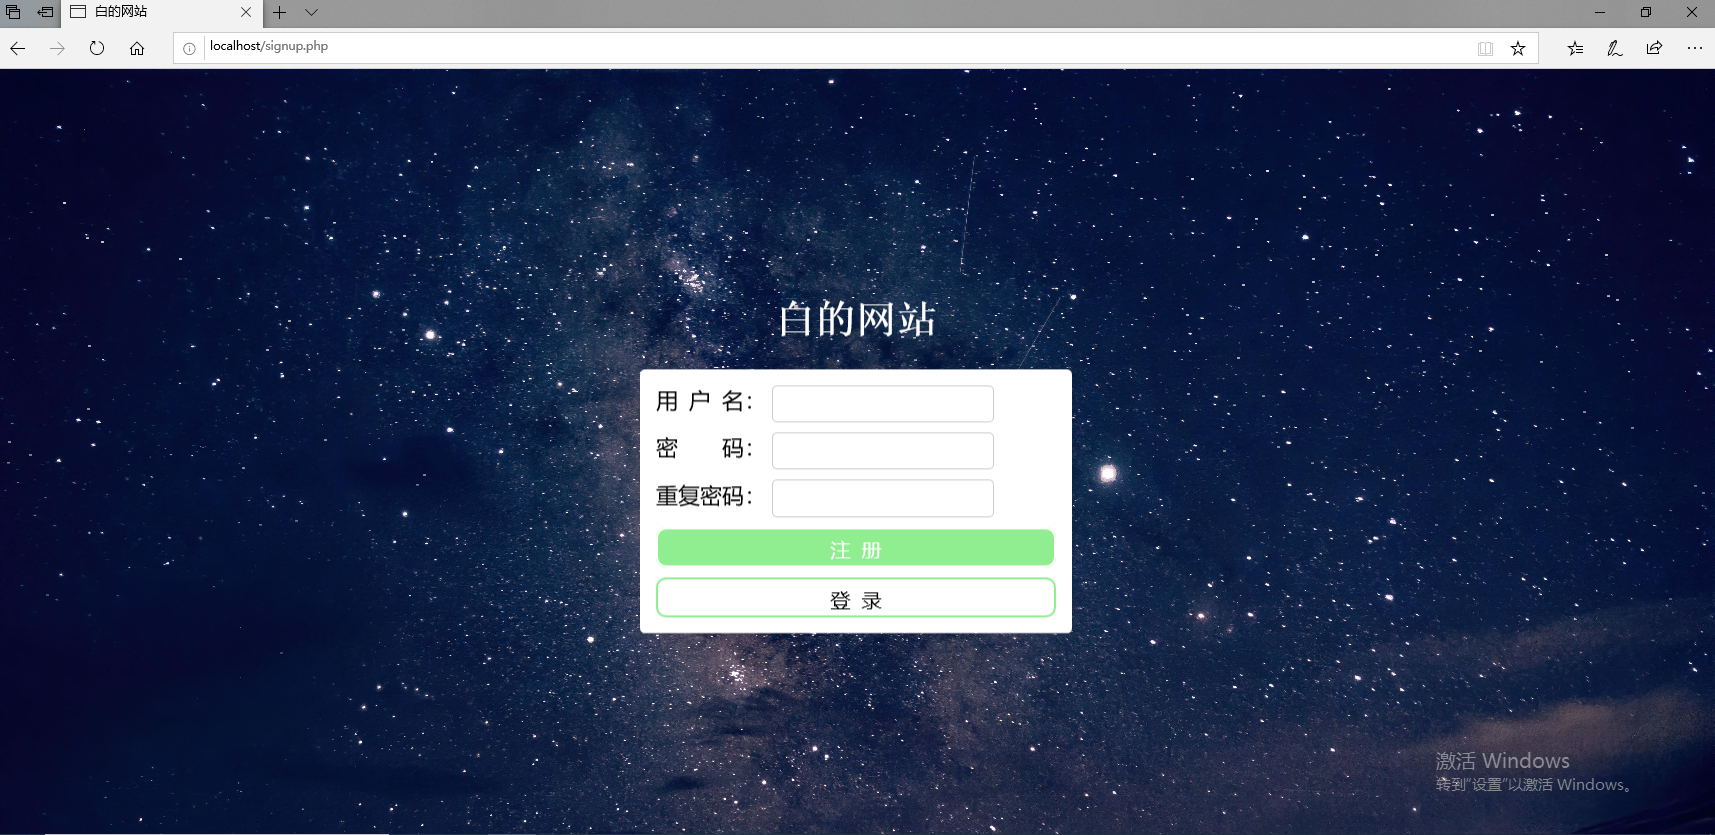 白的网站
localhost/signup.php
白的网站
用 户 名：
密 码：
重复密码：
注 册
登 录
激活 Windows
转到"设置"以激活 Windows。